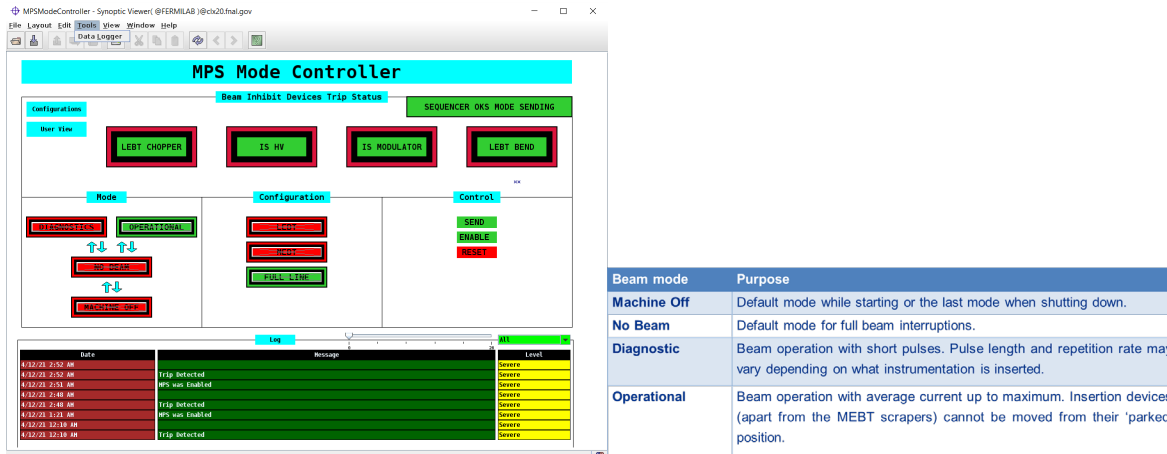 MPSModeController - Synoptic Viewer( @FERMILAB )@clx20.fnal.gov
File Layout Edit Tools View Window Help
Data Logger
MPS Mode Controller
Beam Inhibit Devices Trip Status
Configurations
SEQUENCER OKS MODE SENDING
User View
LEBT CHOPPER
IS HV
IS MODULATOR
LEBT BEND
××
Mode
Configuration
Control
DIAGNOSTICS
OPERATIONAL
NO BEAM
MACHINE OFF
LEBT
MEBT
FULL LINE
SEND
ENABLE
RESET
Log
0
20
All
Date Message Level
4/12/21 2:52 AM Severe
4/12/21 2:52 AM Trip Detected Severe
4/12/21 2:51 AM MPS was Enabled Severe
4/12/21 2:48 AM Severe
4/12/21 2:48 AM Trip Detected Severe
4/12/21 1:21 AM MPS was Enabled Severe
4/12/21 12:10 AM Severe
4/12/21 12:10 AM Trip Detected Severe
Beam mode Purpose
Machine Off Default mode while starting or the last mode when shutting down.
No Beam Default mode for full beam interruptions.
Diagnostic Beam operation with short pulses. Pulse length and repetition rate may
vary depending on what instrumentation is inserted.
Operational Beam operation with average current up to maximum. Insertion devices
(apart from the MEBT scrapers) cannot be moved from their 'parked
position.